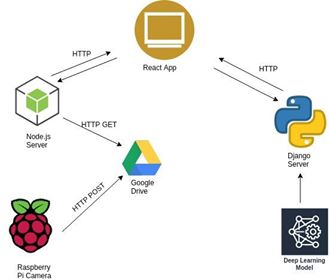 React App
HTTP
HTTP
Node.js
Server
HTTP GET
Django
Server
Google
Drive
HTTP POST
Raspberry
Pi Camera
Deep Learning
Model